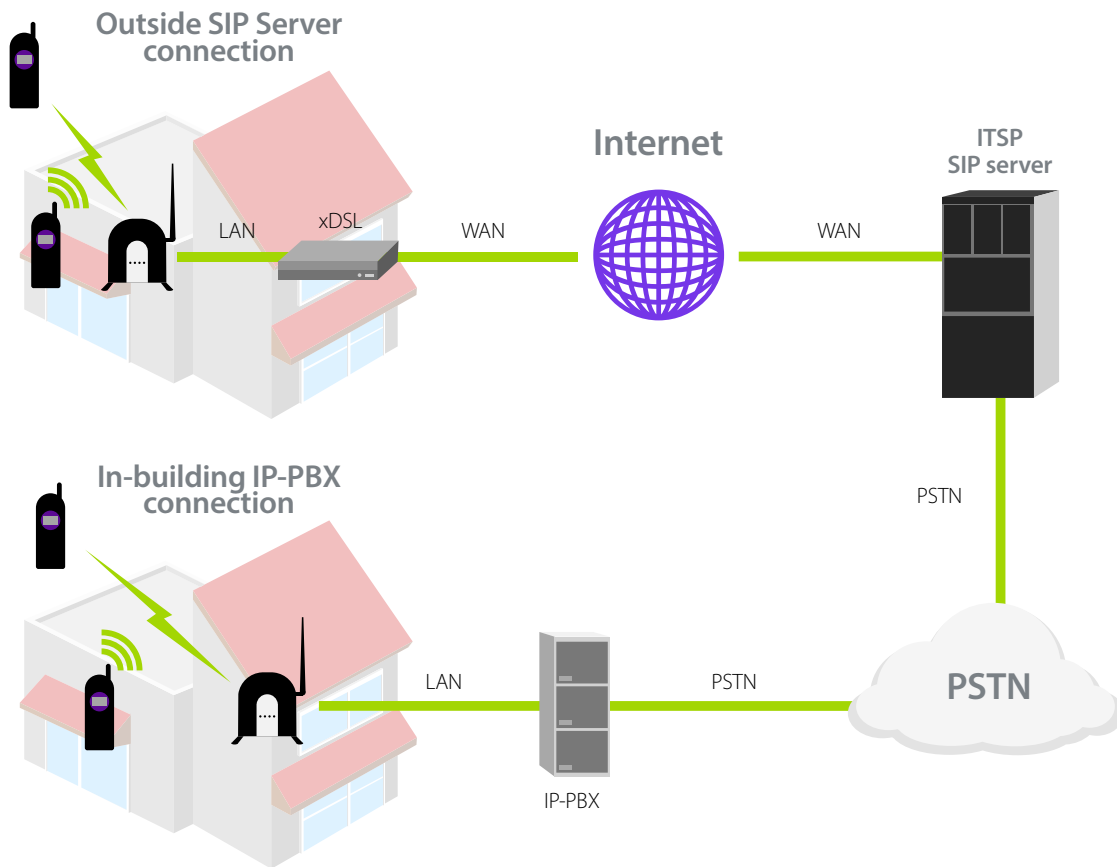 Outside SIP Server
connection
Internet
ITSP
SIP server
LAN
xDSL
WAN
WAN
PSTN
In-building IP-PBX
connection
LAN
PSTN
PSTN
IP-PBX